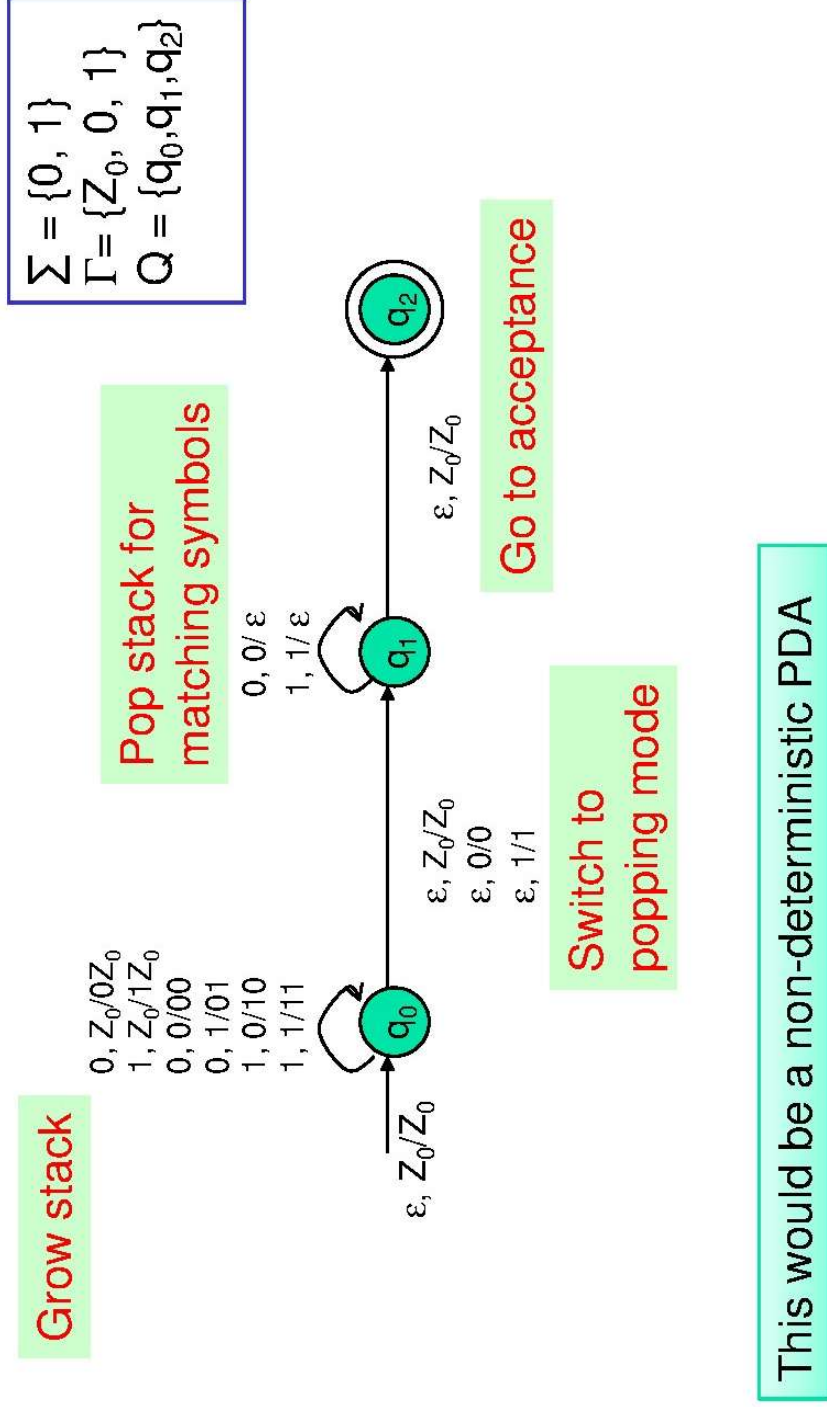 Σ = {0, 1}
Γ= {Z₀, 0, 1}
Q = {q₀,q₁,q₂}
Grow stack
0, Z₀/0Z₀
1, Z₀/1Z₀
0, 0/00
0, 1/01
1, 0/10
1, 1/11
Pop stack for
matching symbols
0, 0/ ε
1, 1/ ε
ε, Z₀/Z₀
q₀
q₁
q₂
ε, Z₀/Z₀
ε, 0/0
ε, 1/1
Switch to
popping mode
ε, Z₀/Z₀
Go to acceptance
This would be a non-deterministic PDA